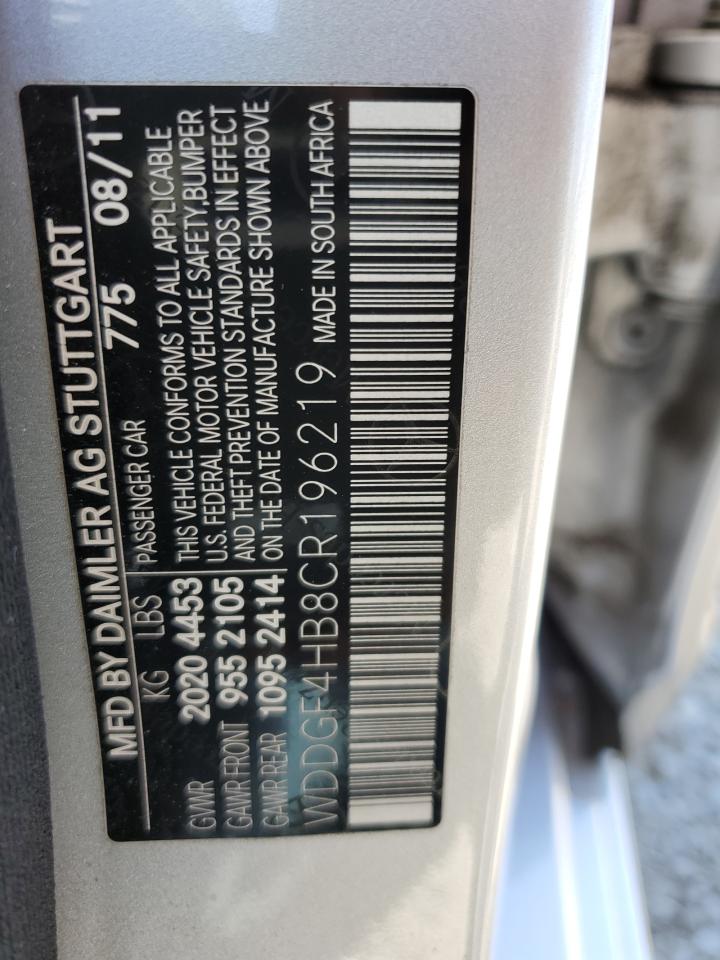 MFD BY DAIMLER AG STUTTGART
775 08/11
KG LBS PASSENGER CAR
GVWR 2020 4453 THIS VEHICLE CONFORMS TO ALL APPLICABLE
U.S. FEDERAL MOTOR VEHICLE SAFETY,BUMPER
GAWR FRONT 955 2105 AND THEFT PREVENTION STANDARDS IN EFFECT
GAWR REAR 1095 2414 ON THE DATE OF MANUFACTURE SHOWN ABOVE
WDDGF4HB8CR196219 MADE IN SOUTH AFRICA